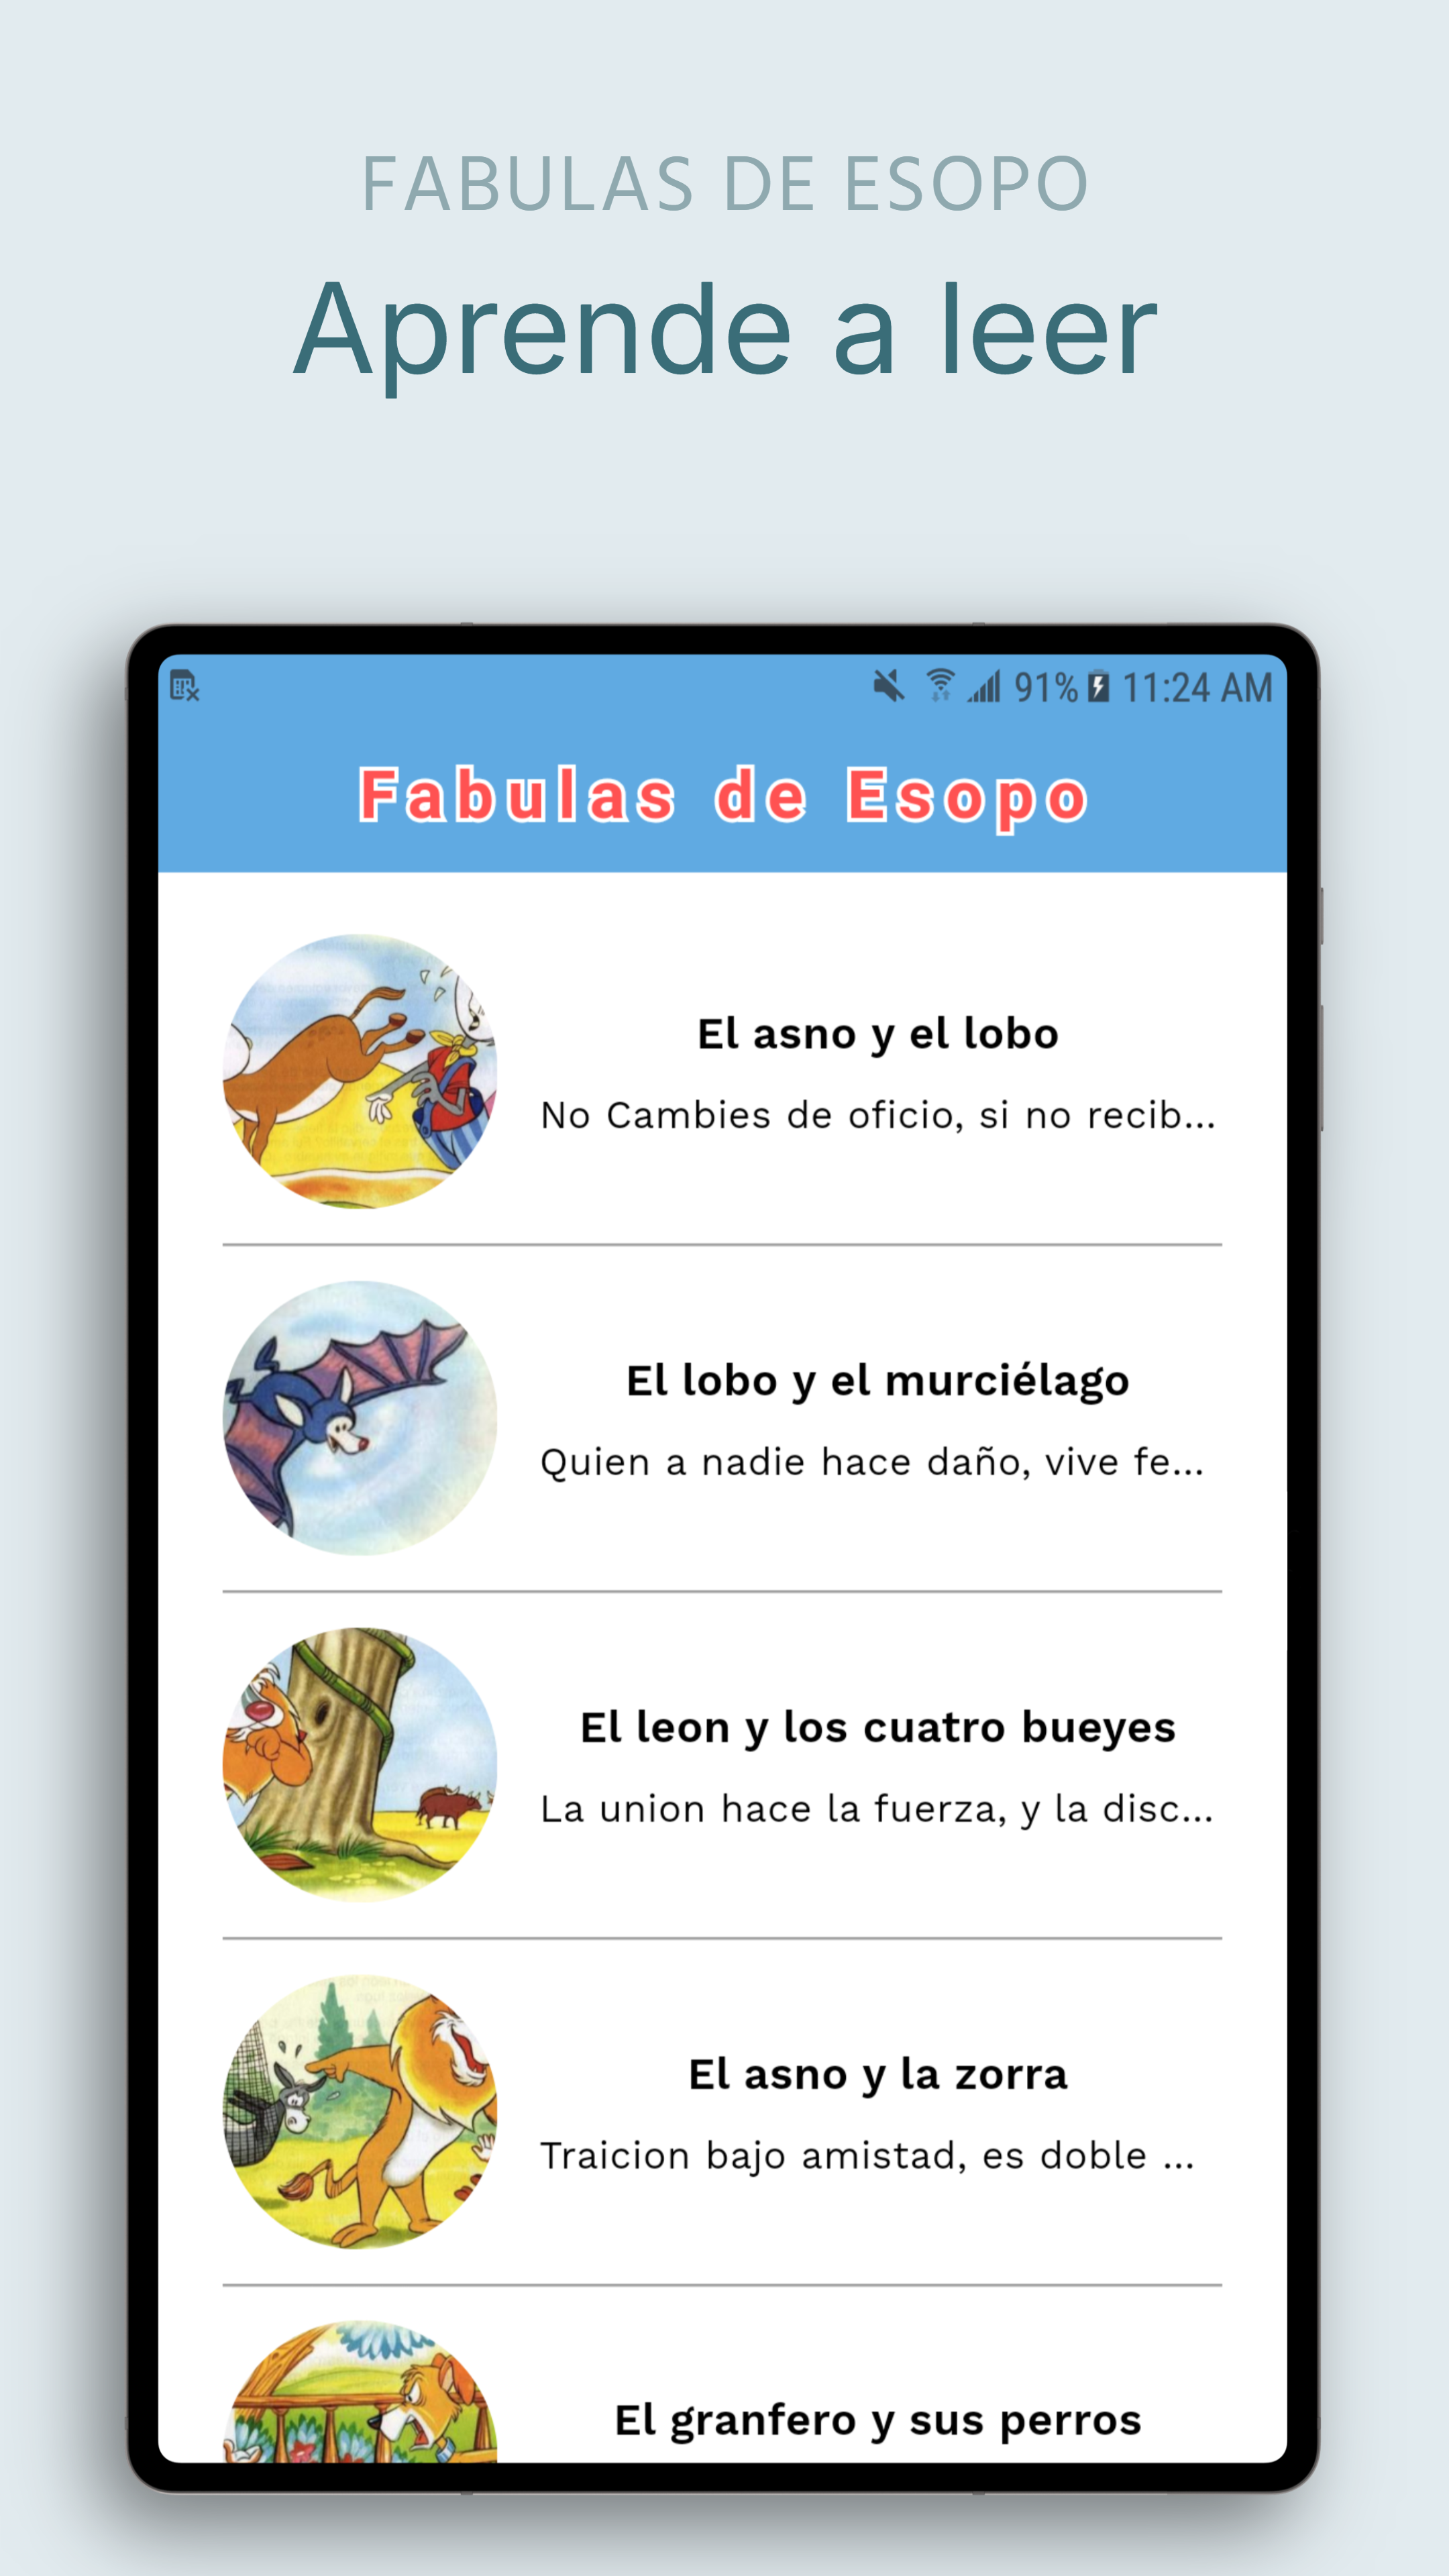 FABULAS DE ESOPO
Aprende a leer
91% 11:24 AM
Fabulas de Esopo
El asno y el lobo
No Cambies de oficio, si no recib...
El lobo y el murciélago
Quien a nadie hace daño, vive fe...
El leon y los cuatro bueyes
La union hace la fuerza, y la disc...
El asno y la zorra
Traicion bajo amistad, es doble ...
El granfero y sus perros